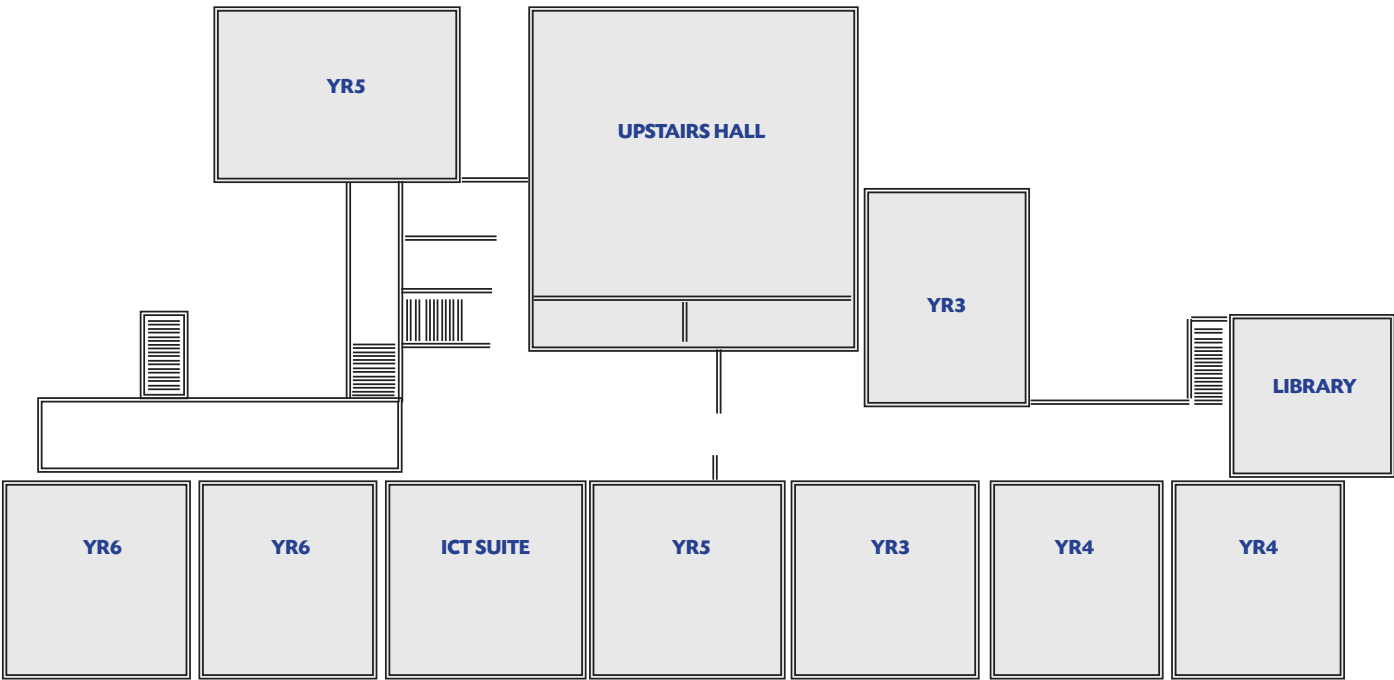 YR5
UPSTAIRS HALL
YR3
LIBRARY
YR6
YR6
ICT SUITE
YR5
YR3
YR4
YR4